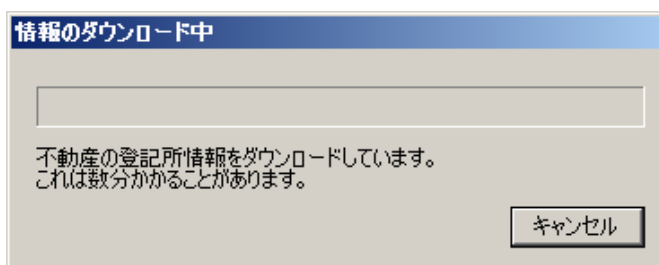 情報のダウンロード中
不動産の登記所情報をダウンロードしています。
これは数分かかることがあります。
キャンセル